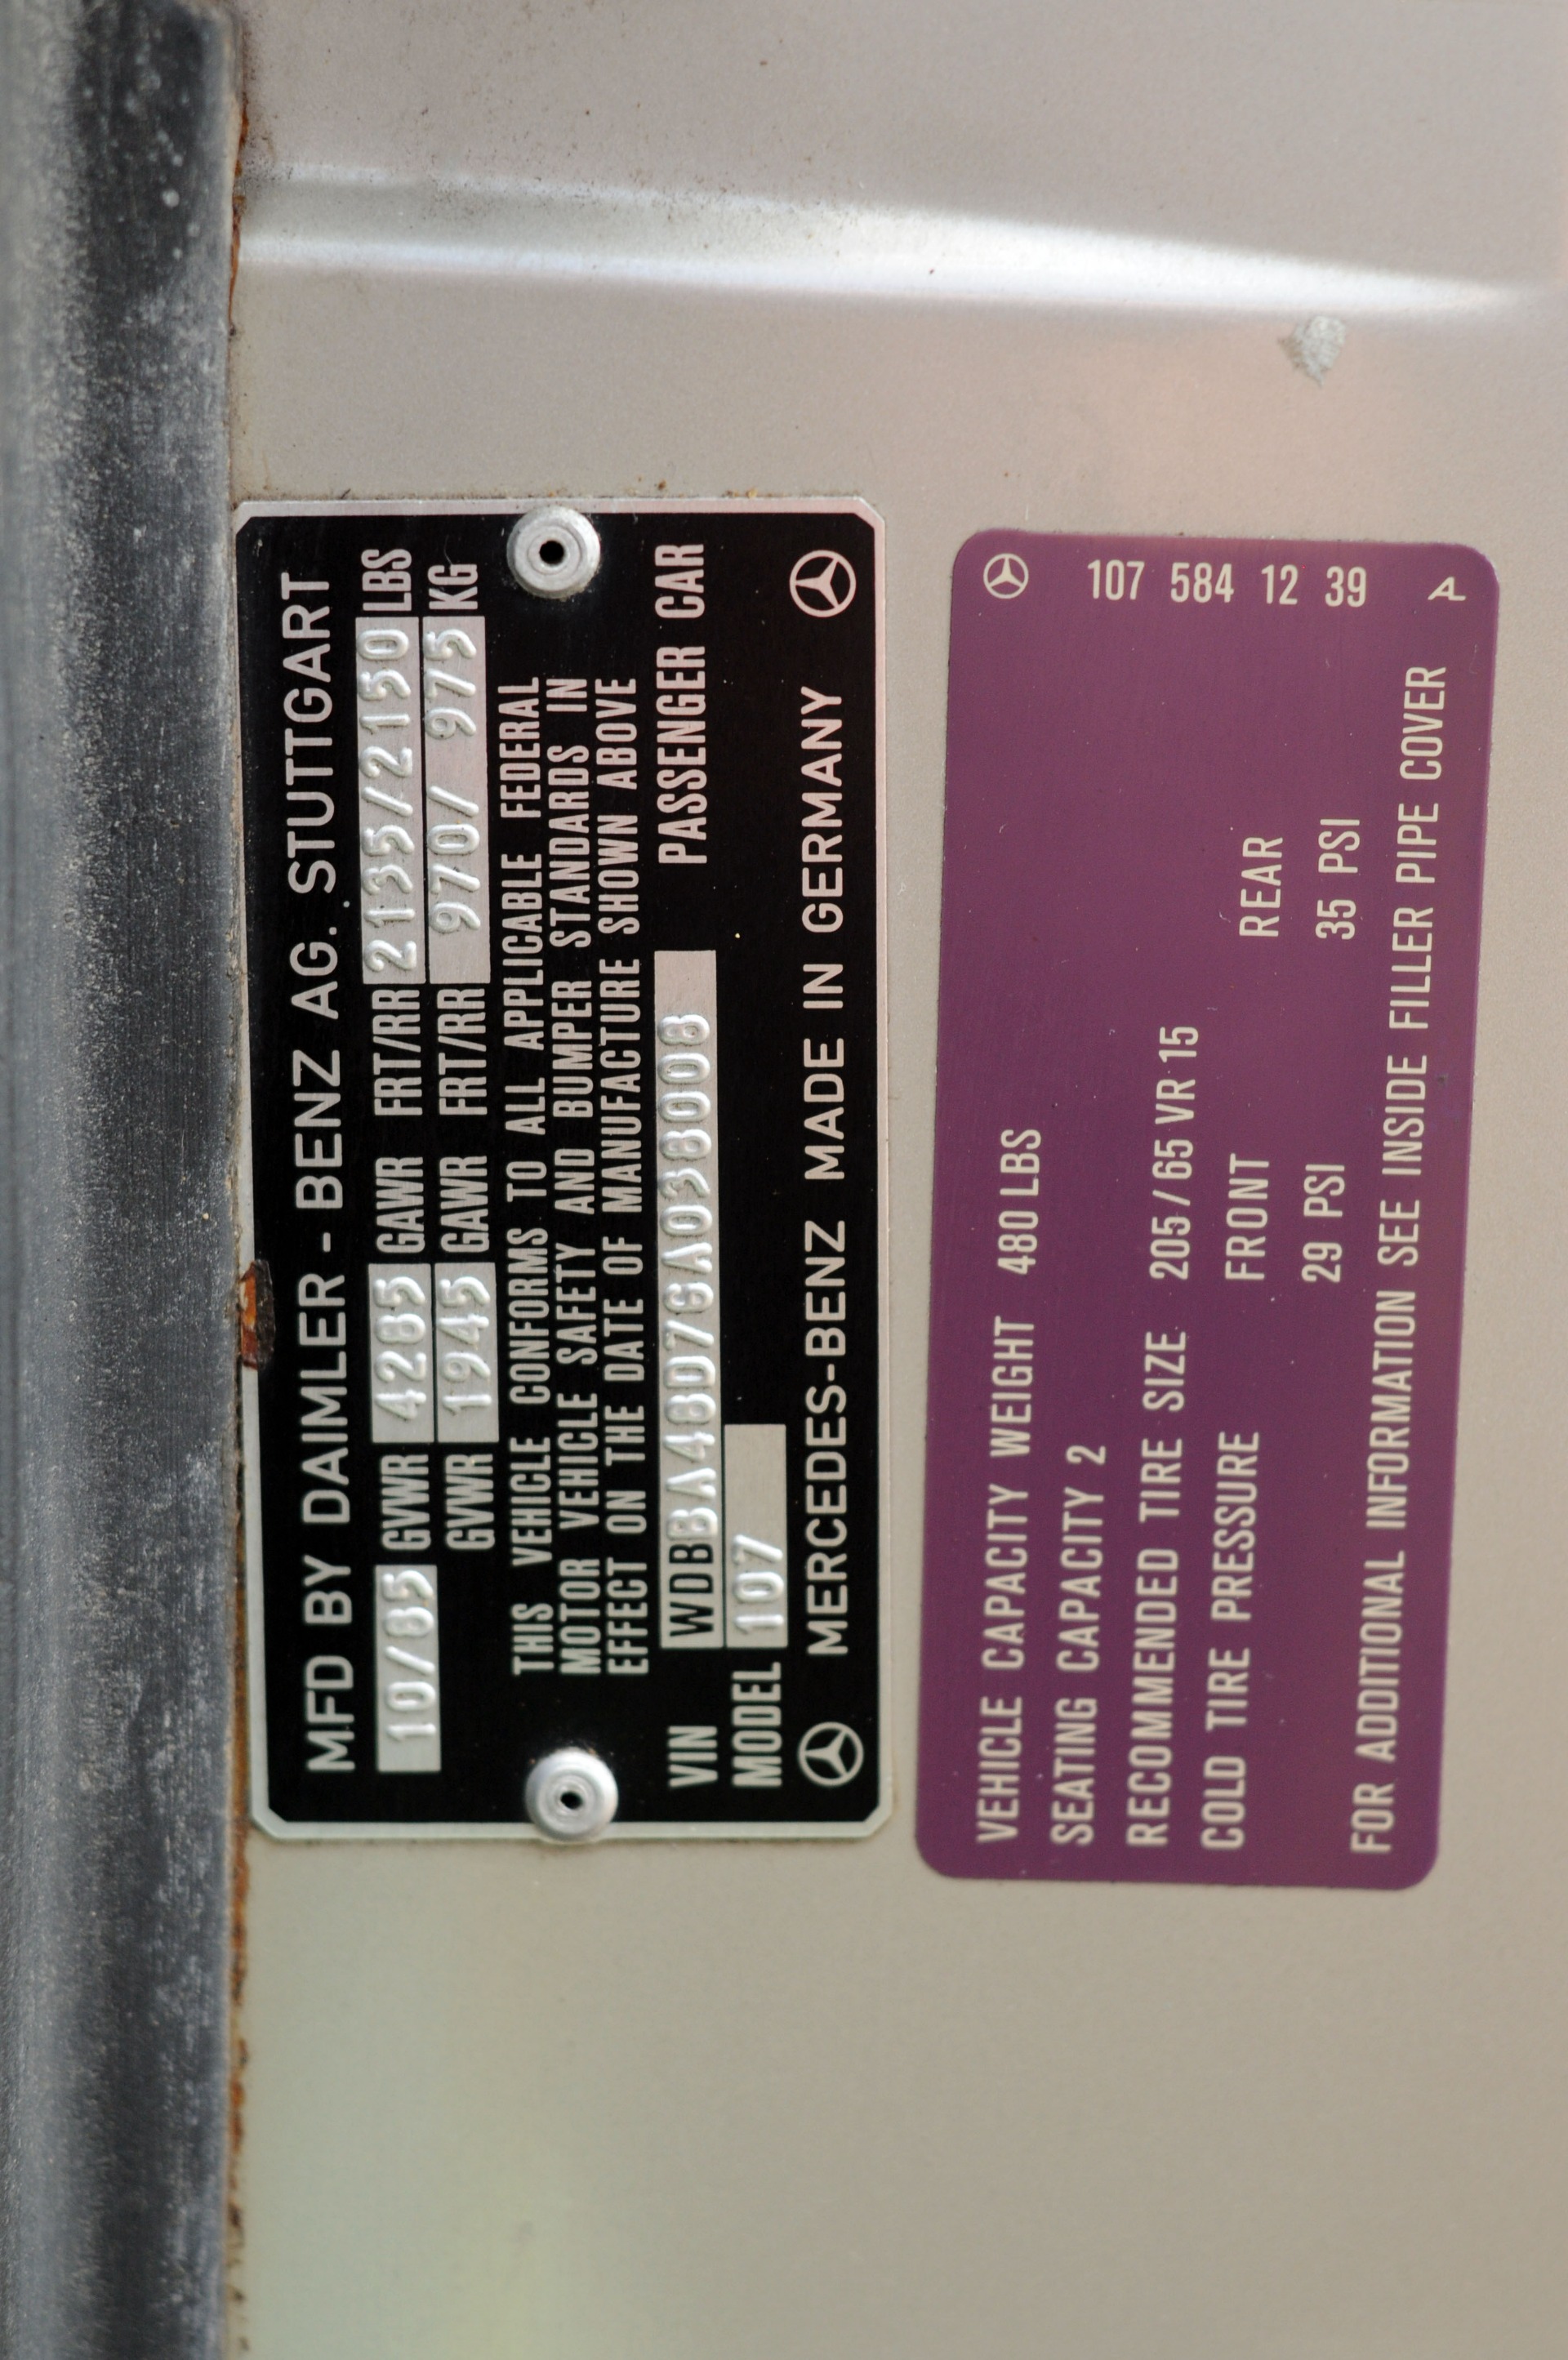 MFD BY DAIMLER - BENZ AG. STUTTGART
10/85 GVWR 4285 GAWR FRT/RR 2135/2150 LBS
GVWR 1945 GAWR FRT/RR 970/ 975 KG
THIS VEHICLE CONFORMS TO ALL APPLICABLE FEDERAL
MOTOR VEHICLE SAFETY AND BUMPER STANDARDS IN
EFFECT ON THE DATE OF MANUFACTURE SHOWN ABOVE
VIN WDBBA48D7GA038008 PASSENGER CAR
MODEL 107
MERCEDES-BENZ MADE IN GERMANY
VEHICLE CAPACITY WEIGHT 480 LBS
SEATING CAPACITY 2
RECOMMENDED TIRE SIZE 205/65 VR 15
COLD TIRE PRESSURE FRONT REAR
29 PSI 35 PSI
FOR ADDITIONAL INFORMATION SEE INSIDE FILLER PIPE COVER
107 584 12 39 A